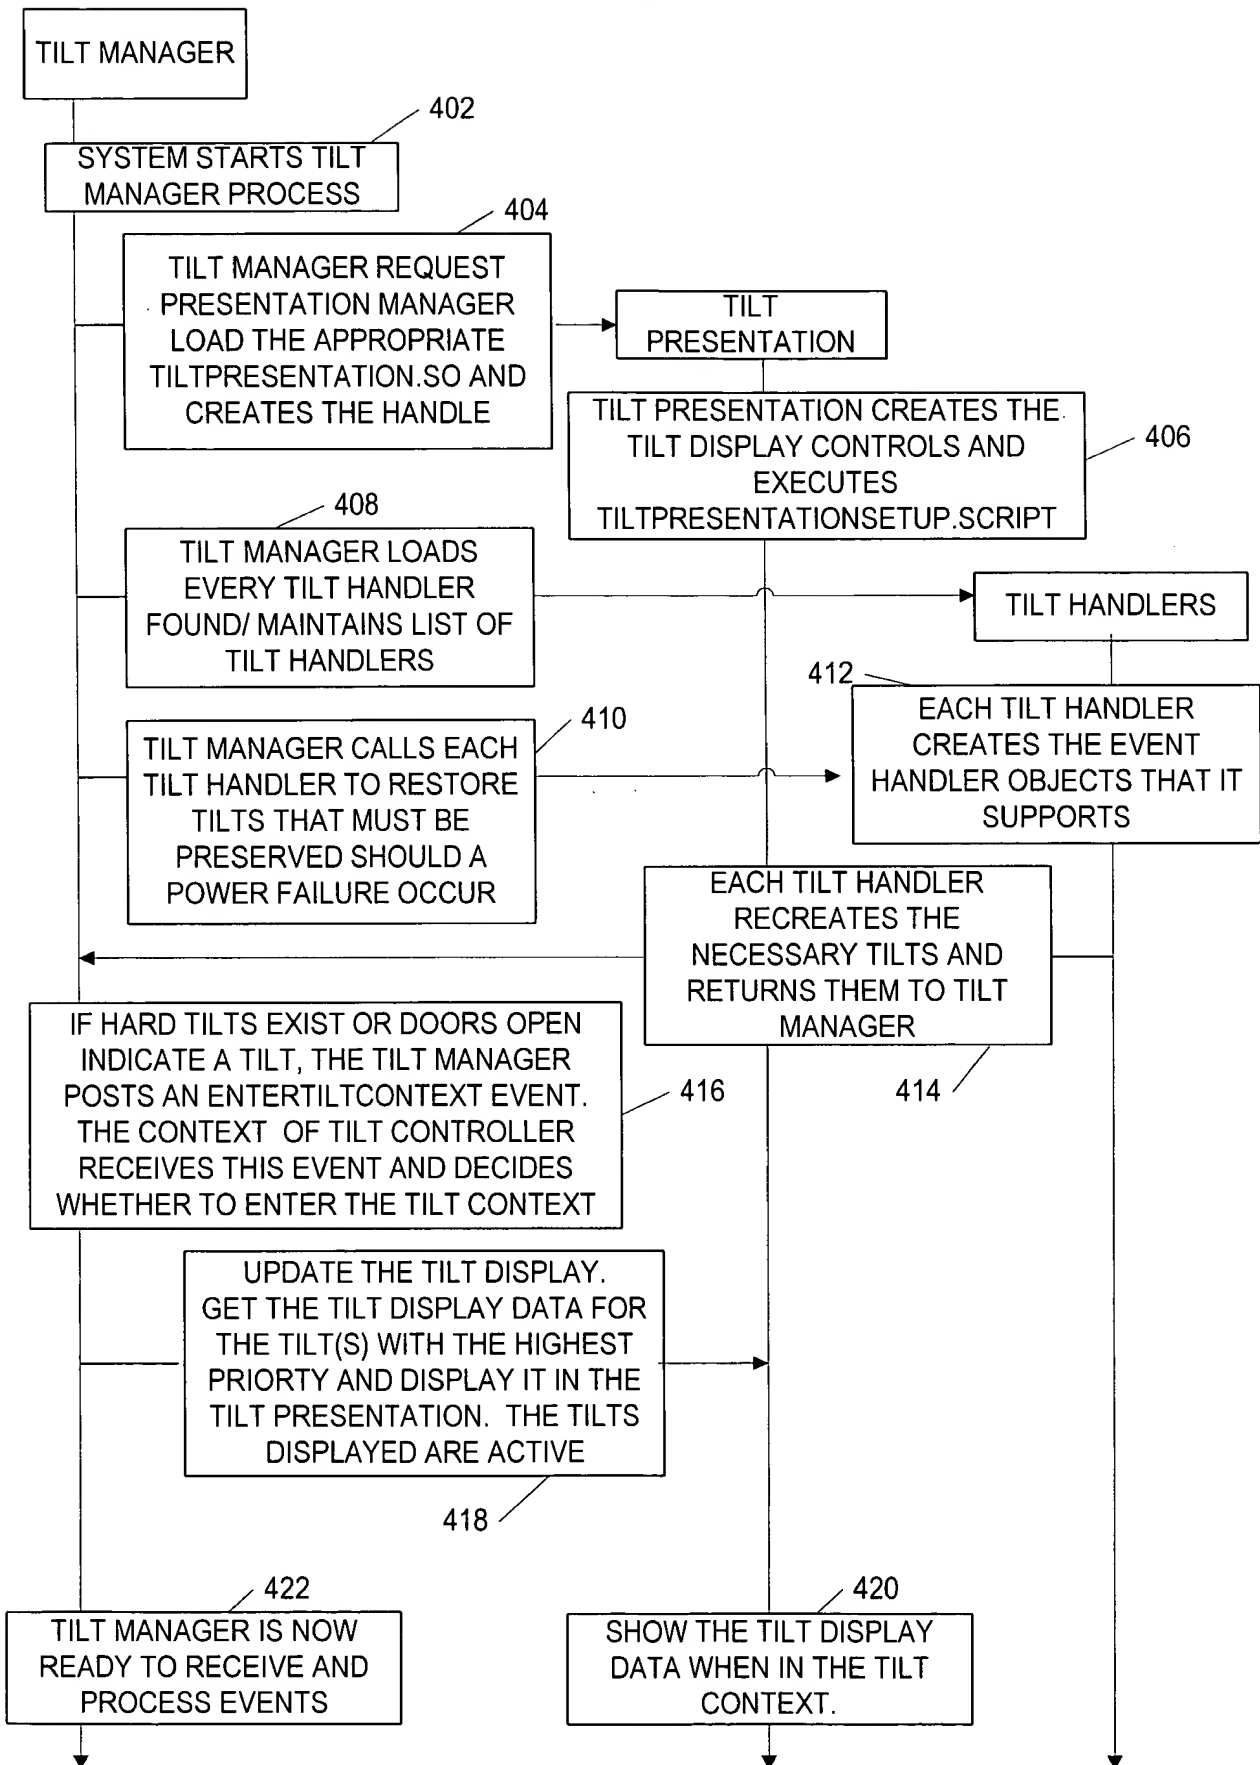 TILT MANAGER
402
SYSTEM STARTS TILT
MANAGER PROCESS
404
TILT MANAGER REQUEST
PRESENTATION MANAGER
LOAD THE APPROPRIATE
TILTPRESENTATION.SO AND
CREATES THE HANDLE
TILT
PRESENTATION
TILT PRESENTATION CREATES THE
TILT DISPLAY CONTROLS AND
EXECUTES
TILTPRESENTATIONSETUP.SCRIPT
406
408
TILT MANAGER LOADS
EVERY TILT HANDLER
FOUND/ MAINTAINS LIST OF
TILT HANDLERS
TILT HANDLERS
410
TILT MANAGER CALLS EACH
TILT HANDLER TO RESTORE
TILTS THAT MUST BE
PRESERVED SHOULD A
POWER FAILURE OCCUR
412
EACH TILT HANDLER
CREATES THE EVENT
HANDLER OBJECTS THAT IT
SUPPORTS
EACH TILT HANDLER
RECREATES THE
NECESSARY TILTS AND
RETURNS THEM TO TILT
MANAGER
414
IF HARD TILTS EXIST OR DOORS OPEN
INDICATE A TILT, THE TILT MANAGER
POSTS AN ENTERTILTCONTEXT EVENT.
THE CONTEXT OF TILT CONTROLLER
RECEIVES THIS EVENT AND DECIDES
WHETHER TO ENTER THE TILT CONTEXT
416
UPDATE THE TILT DISPLAY.
GET THE TILT DISPLAY DATA FOR
THE TILT(S) WITH THE HIGHEST
PRIORTY AND DISPLAY IT IN THE
TILT PRESENTATION. THE TILTS
DISPLAYED ARE ACTIVE
418
422
TILT MANAGER IS NOW
READY TO RECEIVE AND
PROCESS EVENTS
420
SHOW THE TILT DISPLAY
DATA WHEN IN THE TILT
CONTEXT.